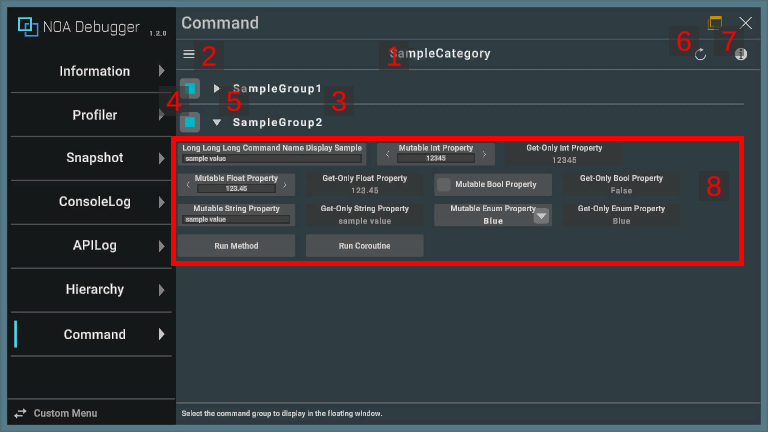 NOA Debugger 1.2.0
Information
Profiler
Snapshot
ConsoleLog
APILog
Hierarchy
Command
Custom Menu
Command
2
1
SampleCategory
6
7
4
5
SampleGroup1
3
SampleGroup2
Long Long Long Command Name Display Sample
sample value
Mutable Int Property
12345
Get-Only Int Property
12345
Mutable Float Property
123.45
Get-Only Float Property
123.45
Mutable Bool Property
Get-Only Bool Property
False
8
Mutable String Property
sample value
Get-Only String Property
sample value
Mutable Enum Property
Blue
Get-Only Enum Property
Blue
Run Method
Run Coroutine
Select the command group to display in the floating window.